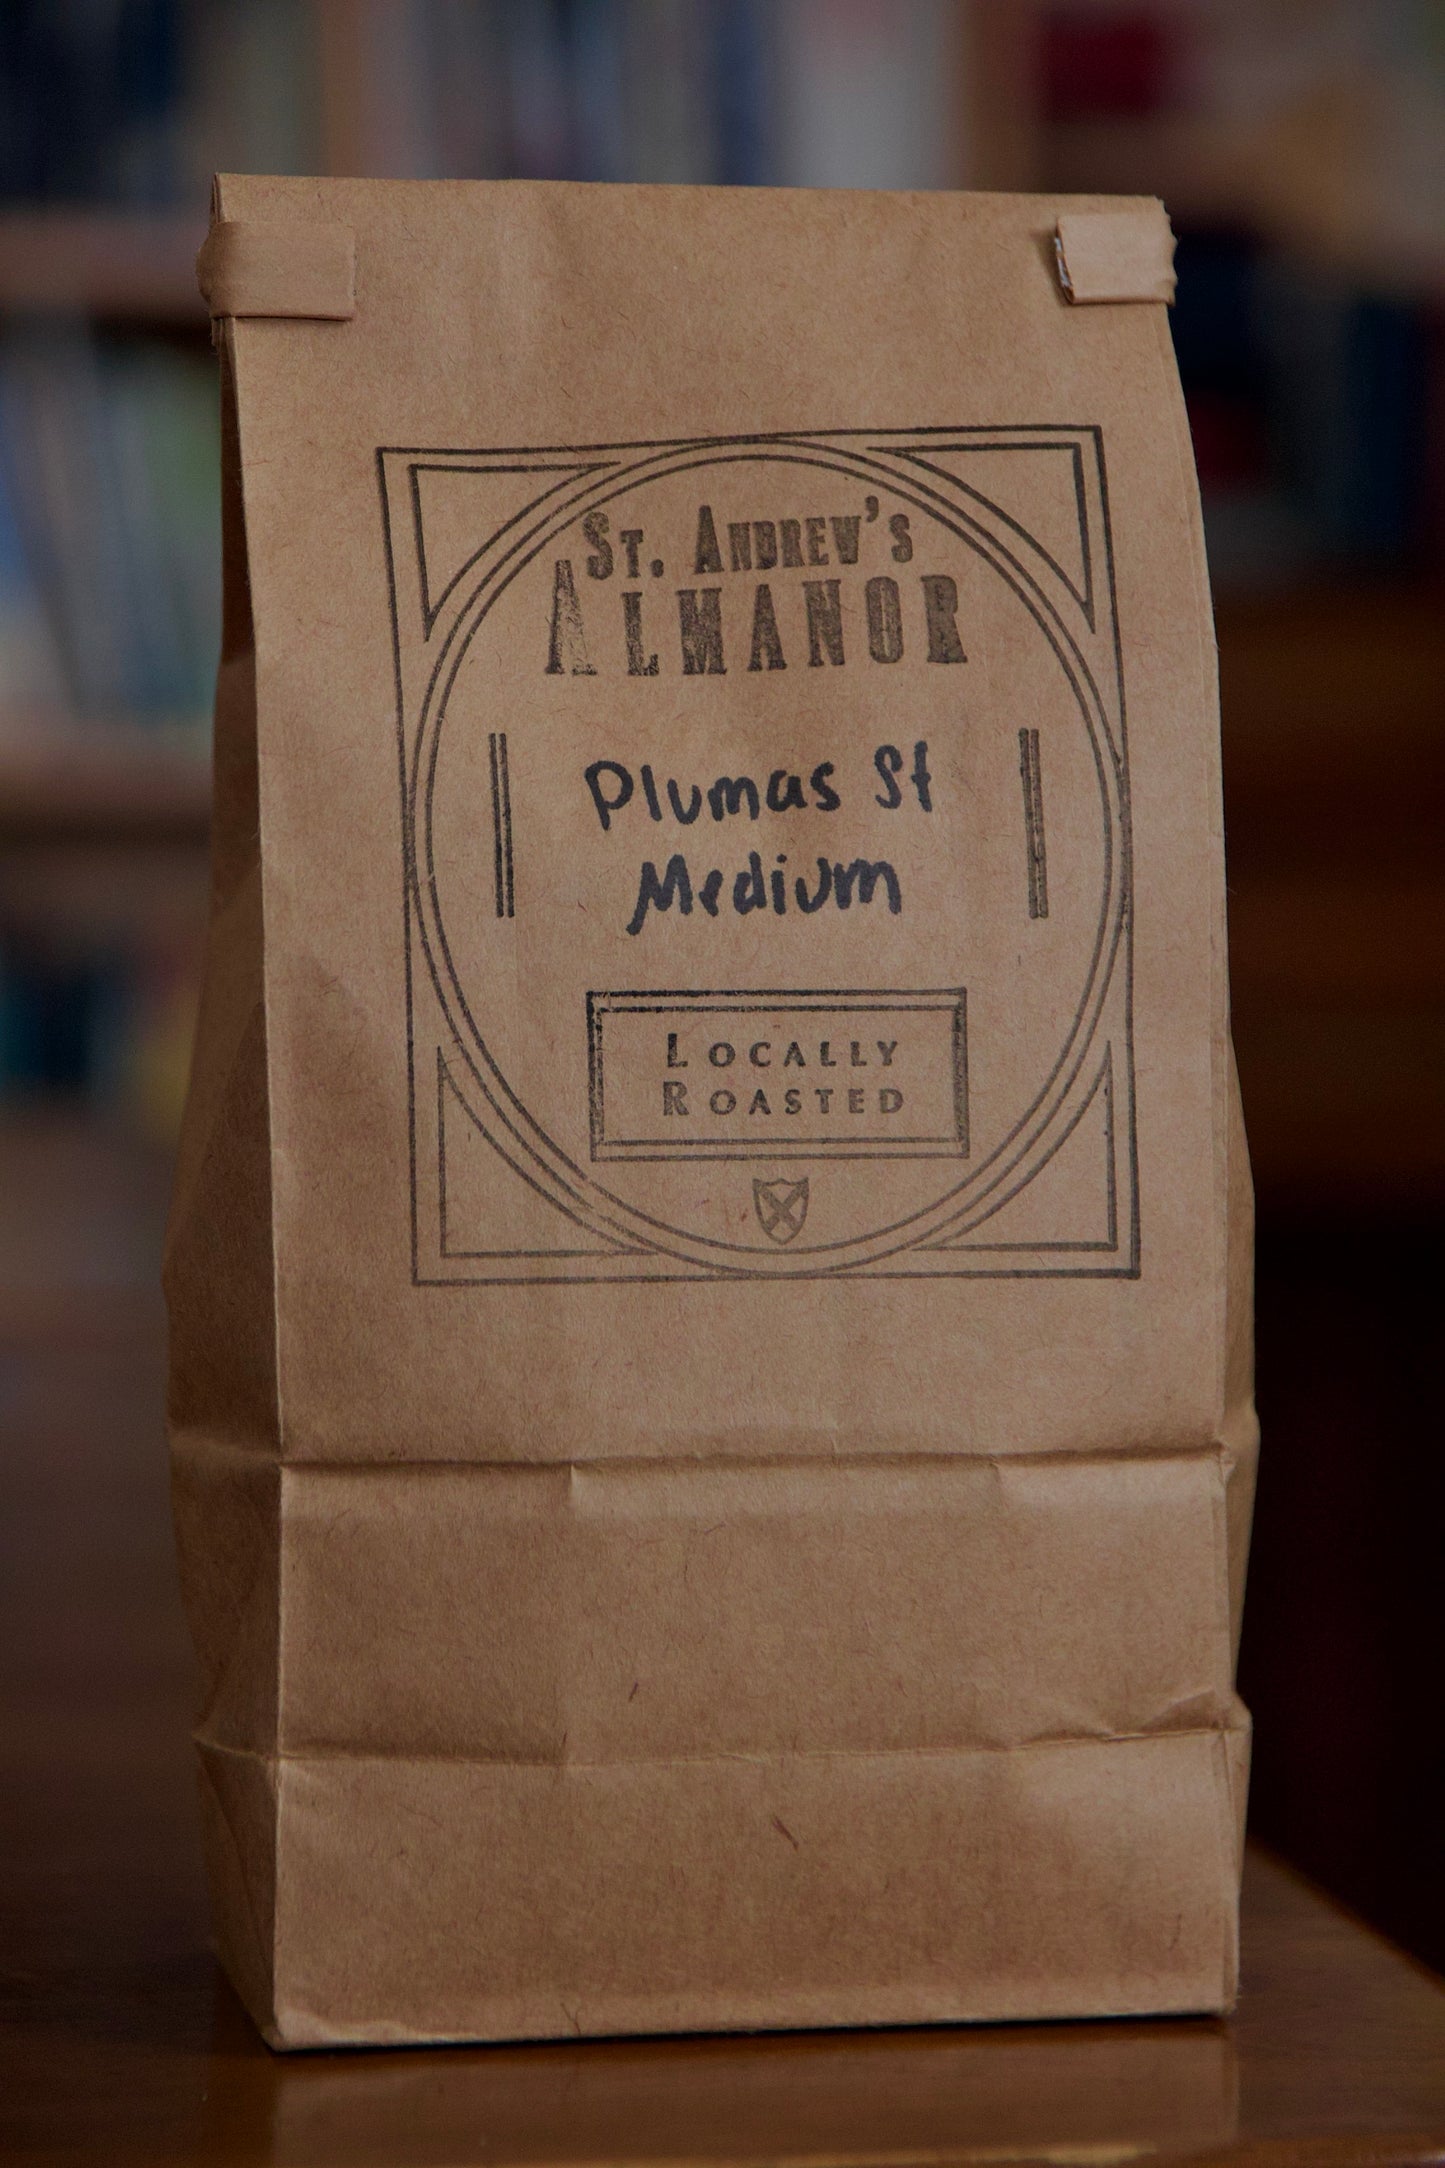 St. Andrew's
Almanor
Plumas St
Medium
Locally
Roasted